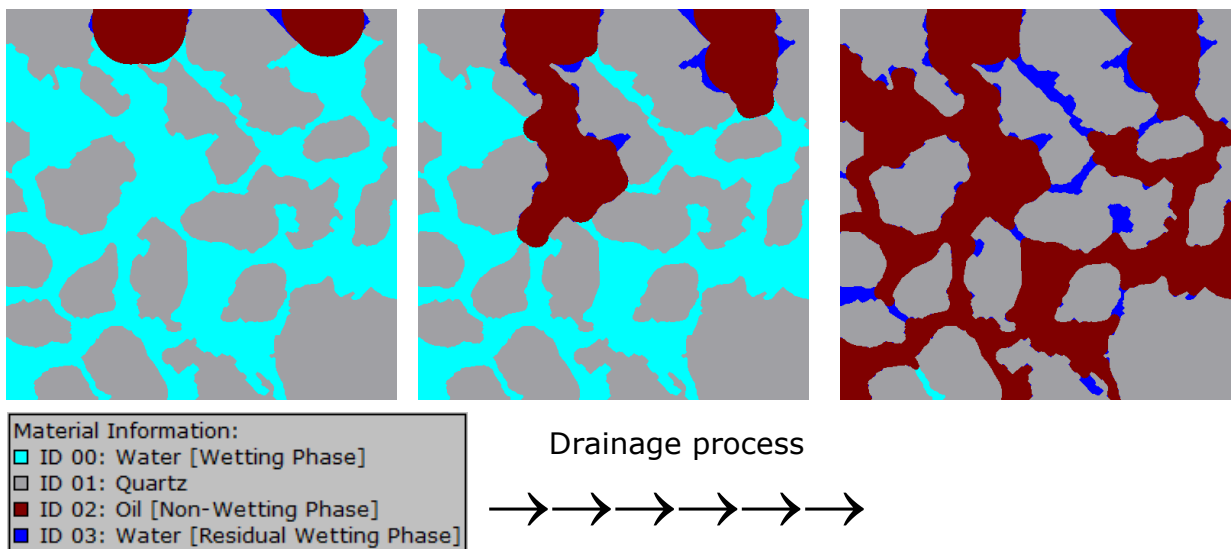 Material Information:
ID 00: Water [Wetting Phase]
ID 01: Quartz
ID 02: Oil [Non-Wetting Phase]
ID 03: Water [Residual Wetting Phase]
Drainage process